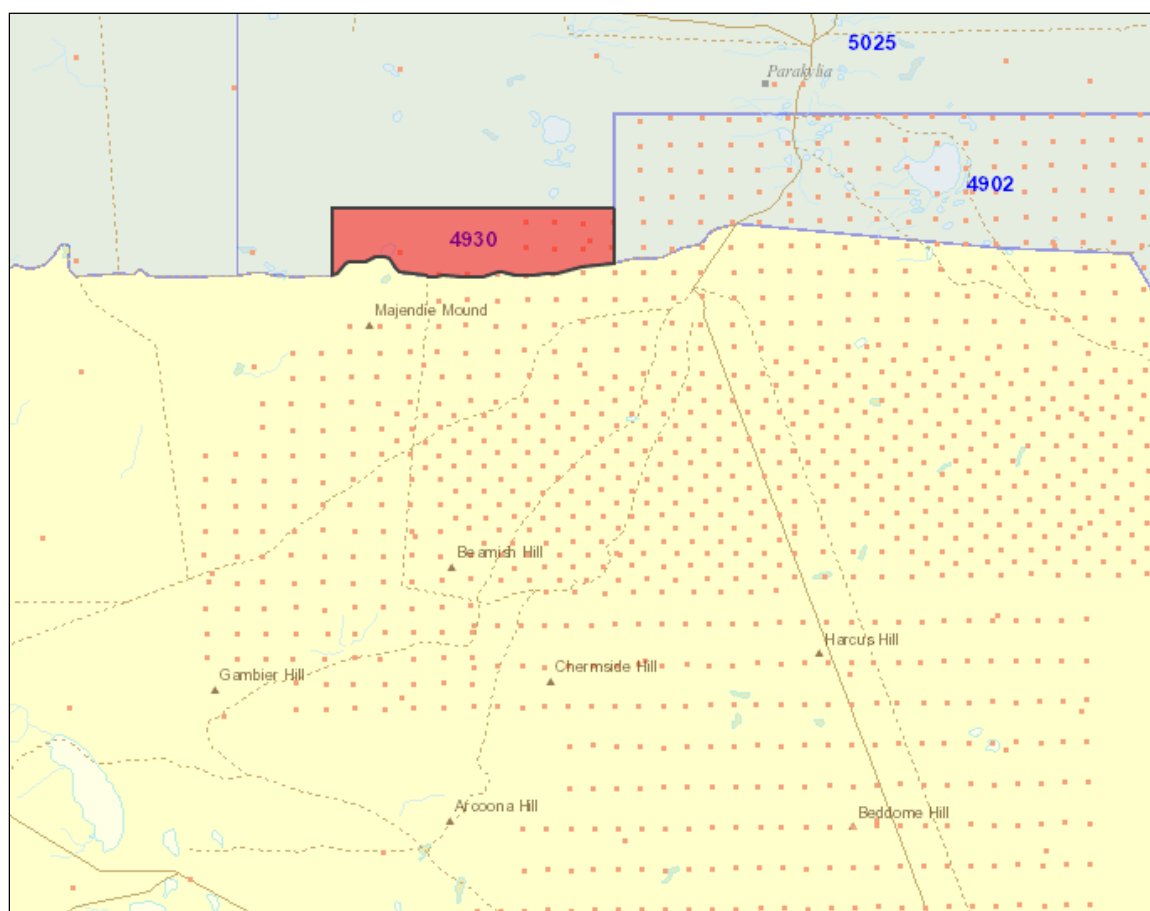 5025
Parakylia
4902
4930
Majendie Mound
Beamish Hill
Harcus Hill
Chermside Hill
Gambier Hill
Arcoona Hill
Beddome Hill